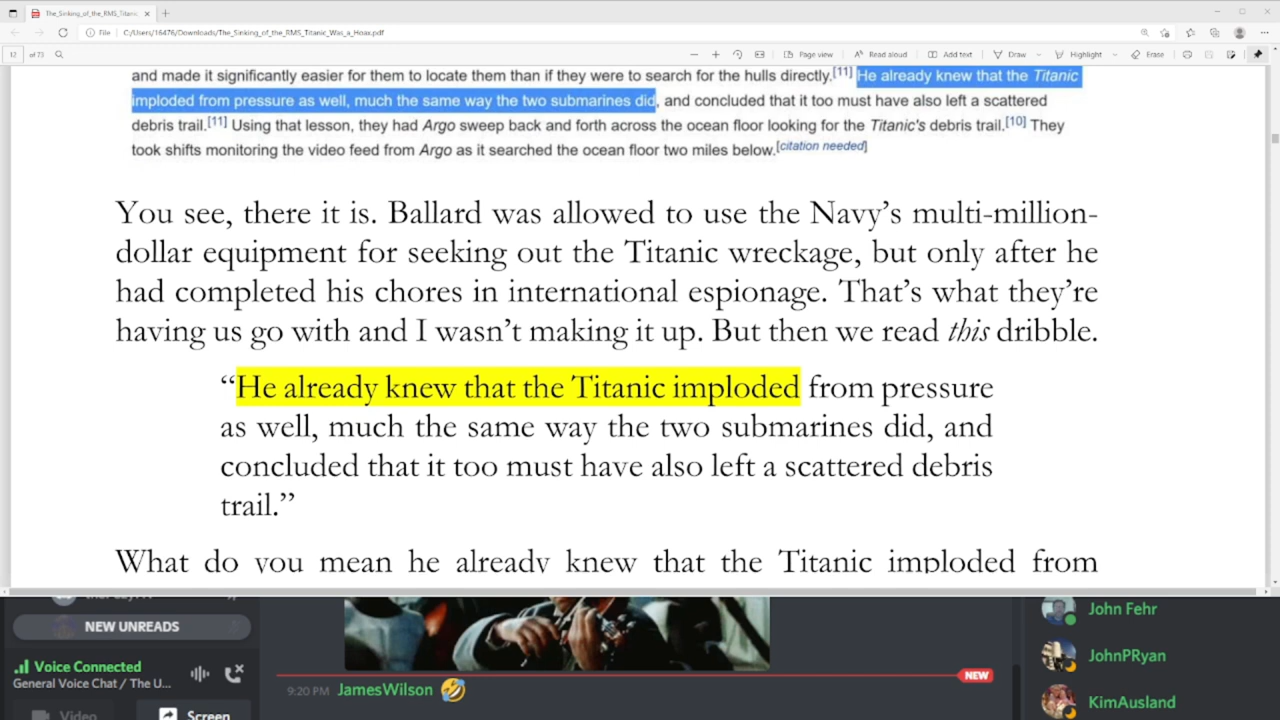 The_Sinking_of_the_RMS_Titanic
File C:/Users/16476/Downloads/The_Sinking_of_the_RMS_Titanic_Was_a_Hoax.pdf
12 of 73 Page view Read aloud Add text Draw Highlight Erase
and made it significantly easier for them to locate them than if they were to search for the hulls directly.[11] He already knew that the Titanic
imploded from pressure as well, much the same way the two submarines did, and concluded that it too must have also left a scattered
debris trail.[11] Using that lesson, they had Argo sweep back and forth across the ocean floor looking for the Titanic's debris trail.[10] They
took shifts monitoring the video feed from Argo as it searched the ocean floor two miles below.[citation needed]
You see, there it is. Ballard was allowed to use the Navy's multi-million-
dollar equipment for seeking out the Titanic wreckage, but only after he
had completed his chores in international espionage. That's what they're
having us go with and I wasn't making it up. But then we read this dribble.
“He already knew that the Titanic imploded from pressure
as well, much the same way the two submarines did, and
concluded that it too must have also left a scattered debris
trail.”
What do you mean he already knew that the Titanic imploded from
NEW UNREADS
Voice Connected
General Voice Chat / The U...
Video Screen
NEW
9:20 PM JamesWilson
John Fehr
JohnPRyan
KimAusland